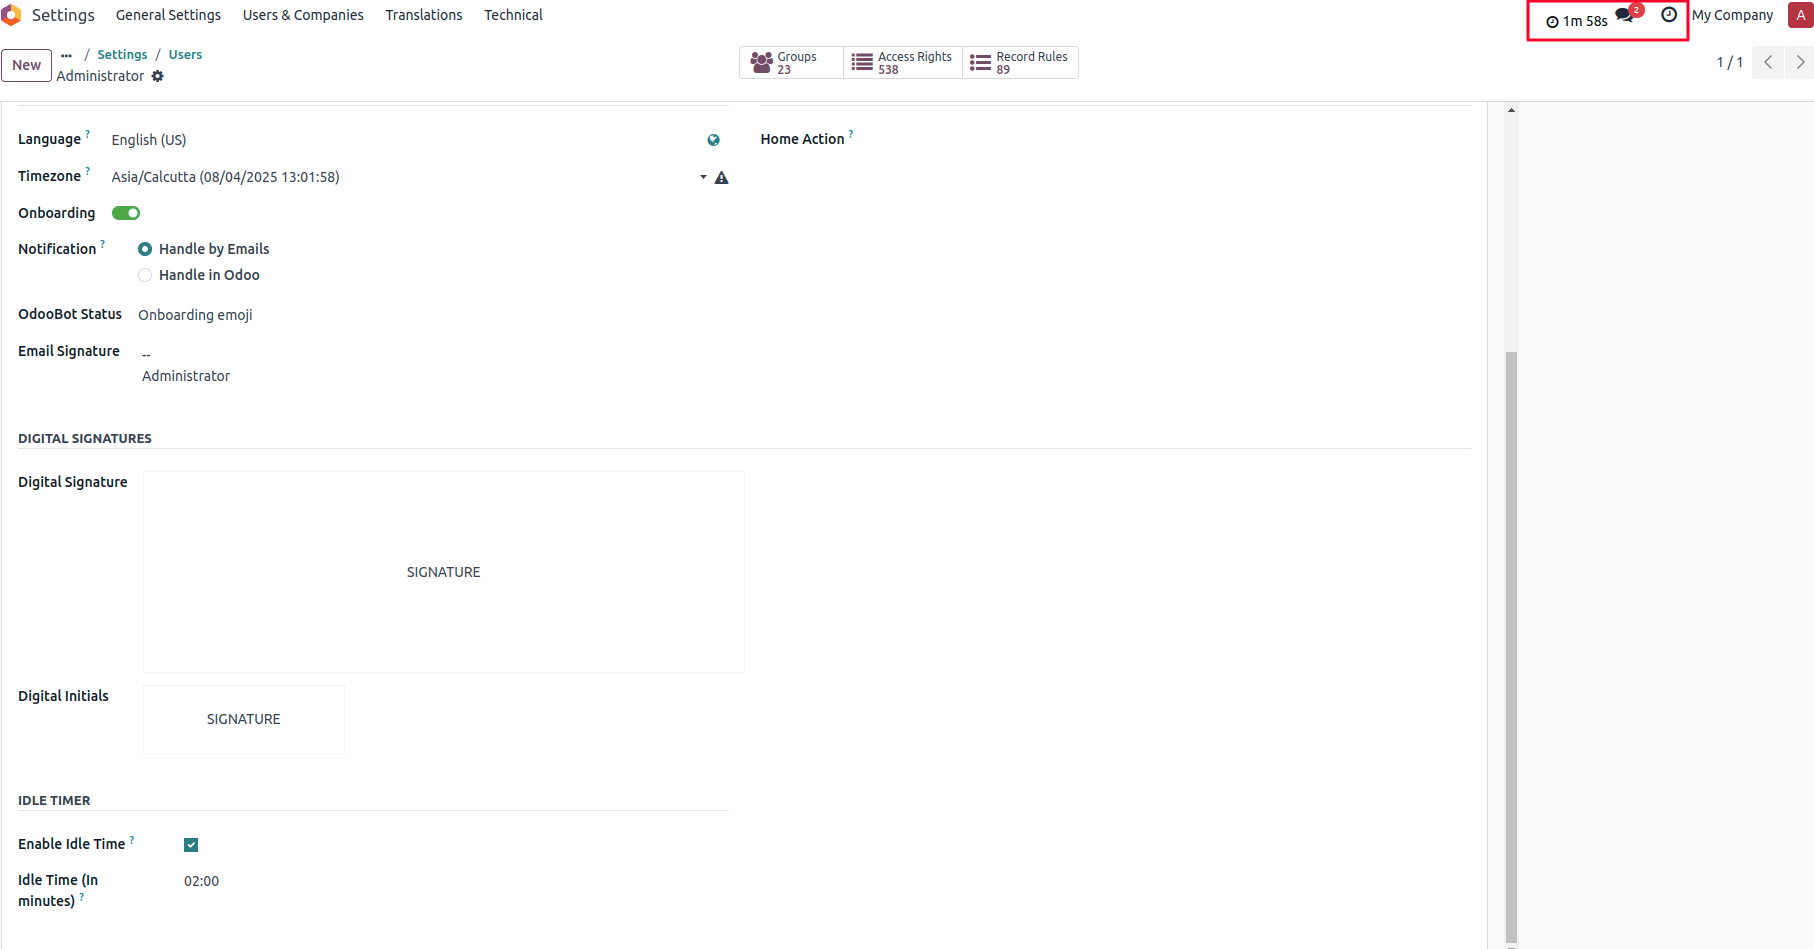 Settings General Settings Users & Companies Translations Technical 1m 58s 2 My Company A
New ... / Settings / Users
Administrator
Groups
23
Access Rights
538
Record Rules
89
1 / 1
Language ? English (US)
Home Action ?
Timezone ? Asia/Calcutta (08/04/2025 13:01:58)
Onboarding
Notification ? Handle by Emails
Handle in Odoo
OdooBot Status Onboarding emoji
Email Signature --
Administrator
DIGITAL SIGNATURES
Digital Signature
SIGNATURE
Digital Initials
SIGNATURE
IDLE TIMER
Enable Idle Time ?
Idle Time (In
minutes) ?
02:00